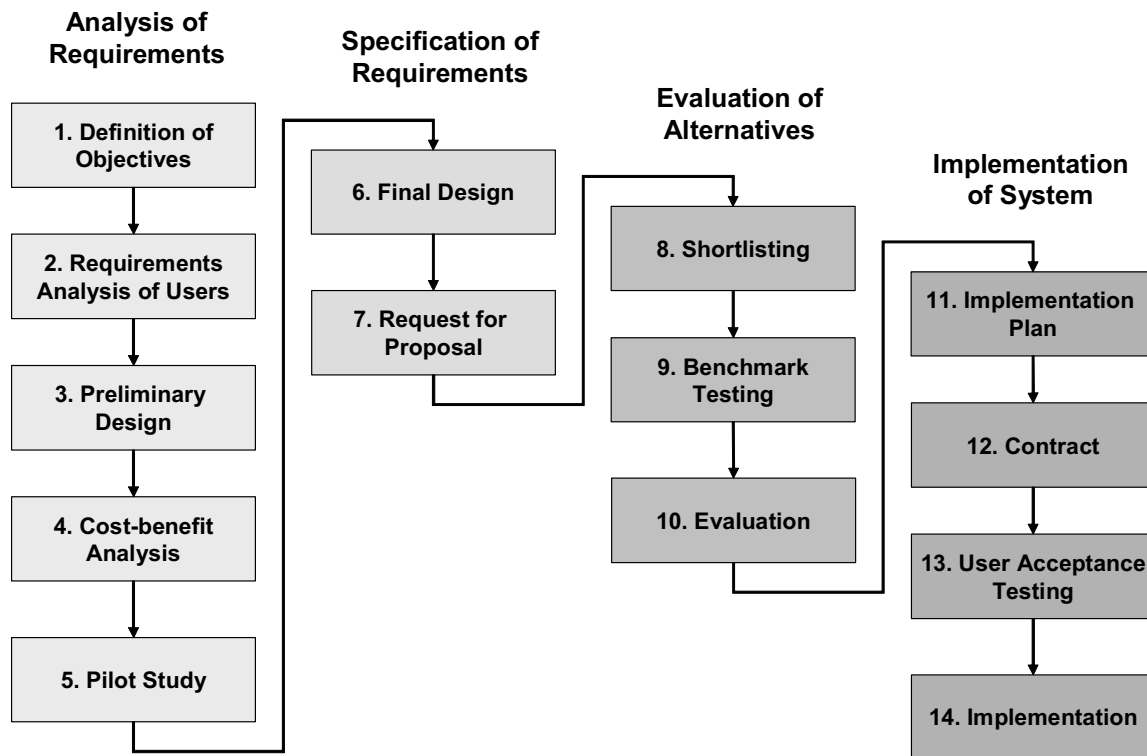 Analysis of
Requirements
1. Definition of
Objectives
2. Requirements
Analysis of Users
3. Preliminary
Design
4. Cost-benefit
Analysis
5. Pilot Study
Specification of
Requirements
6. Final Design
7. Request for
Proposal
Evaluation of
Alternatives
8. Shortlisting
9. Benchmark
Testing
10. Evaluation
Implementation
of System
11. Implementation
Plan
12. Contract
13. User Acceptance
Testing
14. Implementation